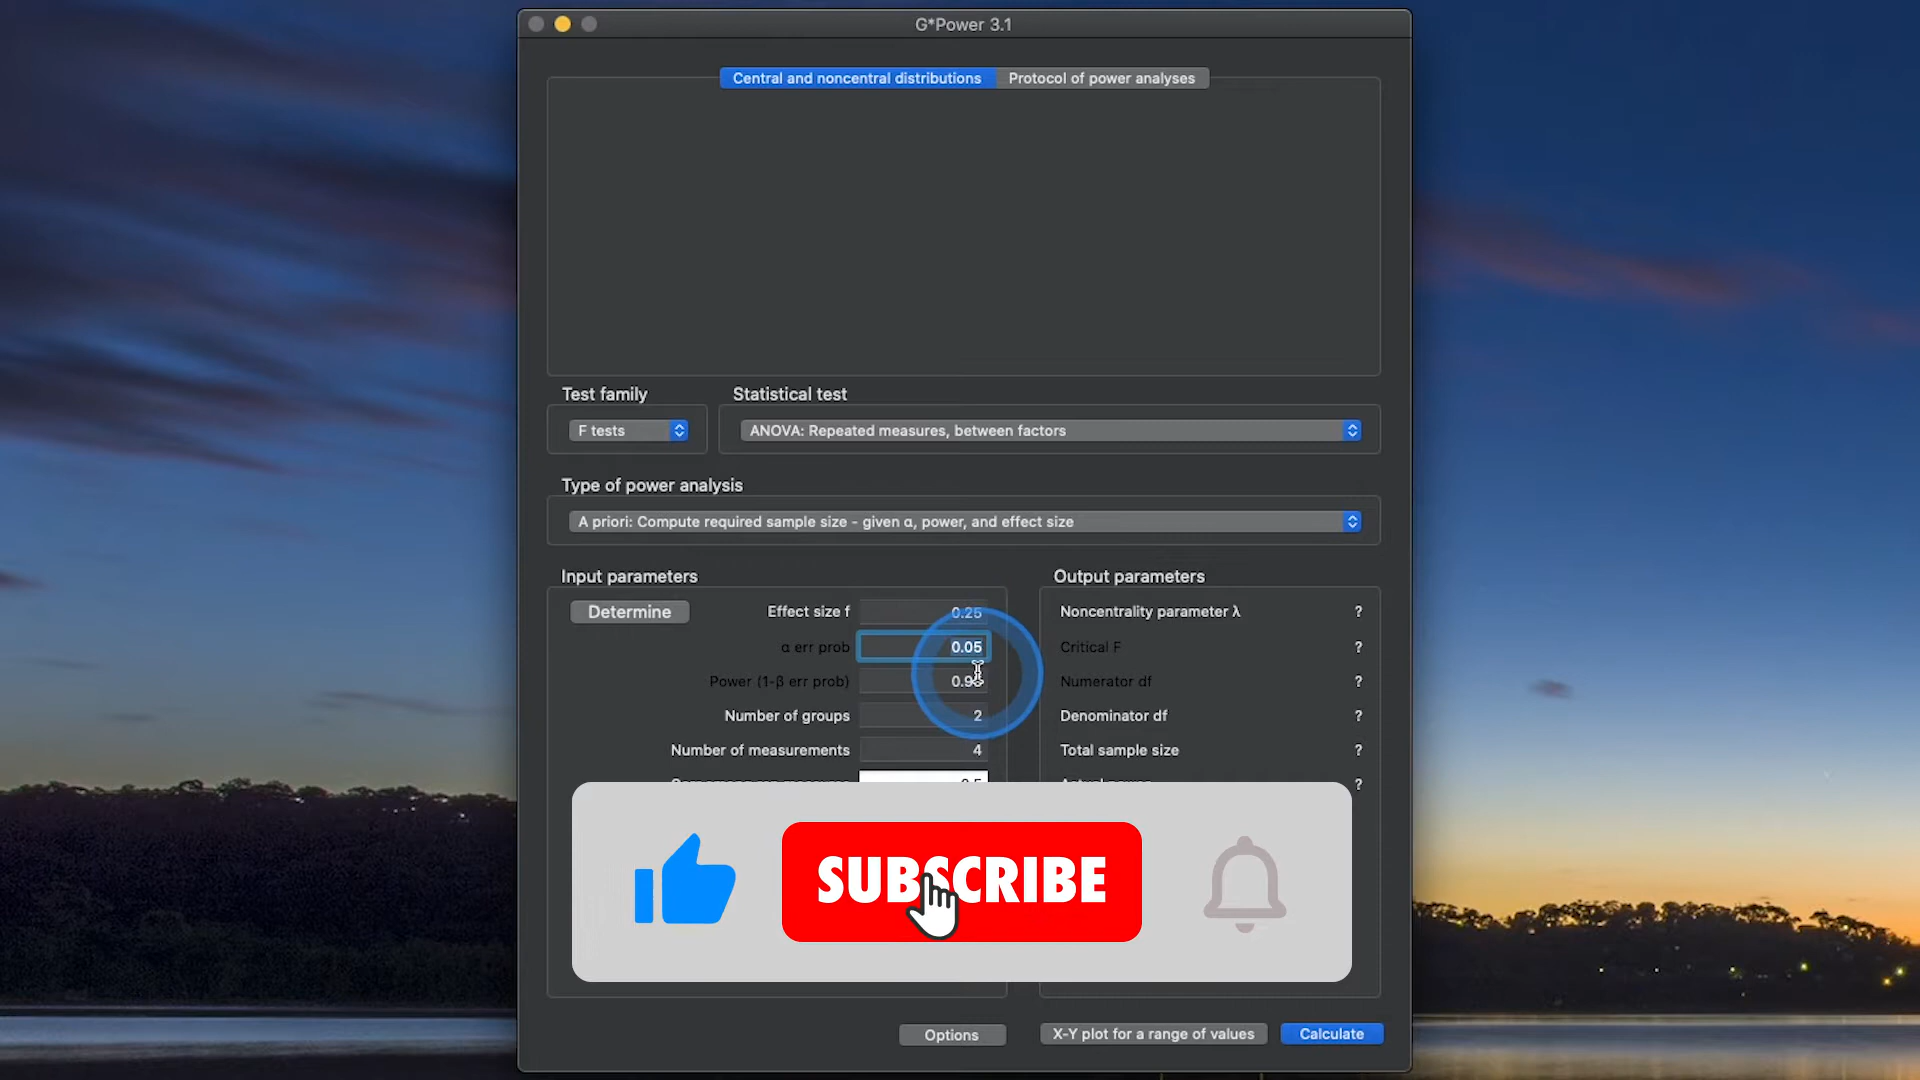 G*Power 3.1
Central and noncentral distributions
Protocol of power analyses
Test family
Statistical test
F tests
ANOVA: Repeated measures, between factors
Type of power analysis
A priori: Compute required sample size - given α, power, and effect size
Input parameters
Output parameters
Determine
Effect size f
0.25
Noncentrality parameter λ
?
α err prob
0.05
Critical F
?
Power (1-β err prob)
Numerator df
?
Number of groups
2
Denominator df
?
Number of measurements
4
Total sample size
?
?
SUBSCRIBE
Options
X-Y plot for a range of values
Calculate